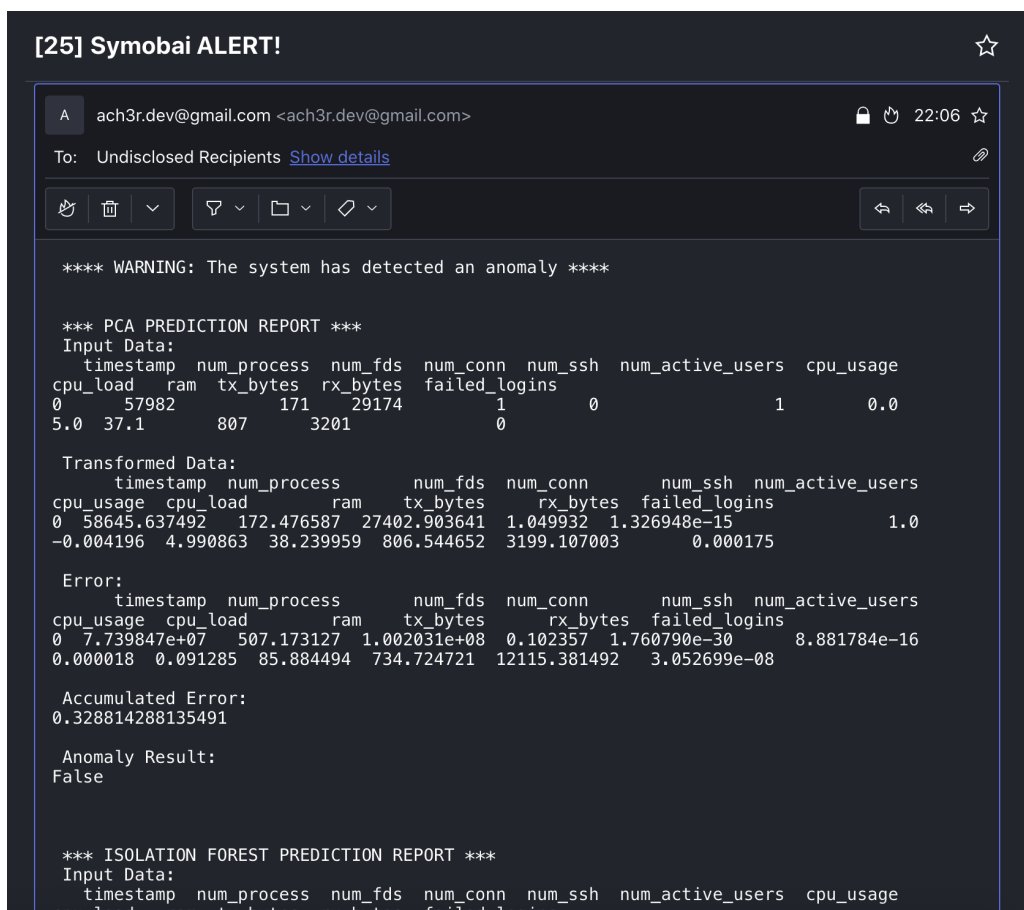 [25] Symobai ALERT!
A
ach3r.dev@gmail.com <ach3r.dev@gmail.com>
22:06
To: Undisclosed Recipients Show details
**** WARNING: The system has detected an anomaly ****
*** PCA PREDICTION REPORT ***
Input Data:
timestamp num_process num_fds num_conn num_ssh num_active_users cpu_usage
cpu_load ram tx_bytes rx_bytes failed_logins
0 57982 171 29174 1 0 1 0.0
5.0 37.1 807 3201 0
Transformed Data:
timestamp num_process num_fds num_conn num_ssh num_active_users
cpu_usage cpu_load ram tx_bytes rx_bytes failed_logins
0 58645.637492 172.476587 27402.903641 1.049932 1.326948e-15 1.0
-0.004196 4.990863 38.239959 806.544652 3199.107003 0.000175
Error:
timestamp num_process num_fds num_conn num_ssh num_active_users
cpu_usage cpu_load ram tx_bytes rx_bytes failed_logins
0 7.739847e+07 507.173127 1.002031e+08 0.102357 1.760790e-30 8.881784e-16
0.000018 0.091285 85.884494 734.724721 12115.381492 3.052699e-08
Accumulated Error:
0.328814288135491
Anomaly Result:
False
*** ISOLATION FOREST PREDICTION REPORT ***
Input Data:
timestamp num_process num_fds num_conn num_ssh num_active_users cpu_usage